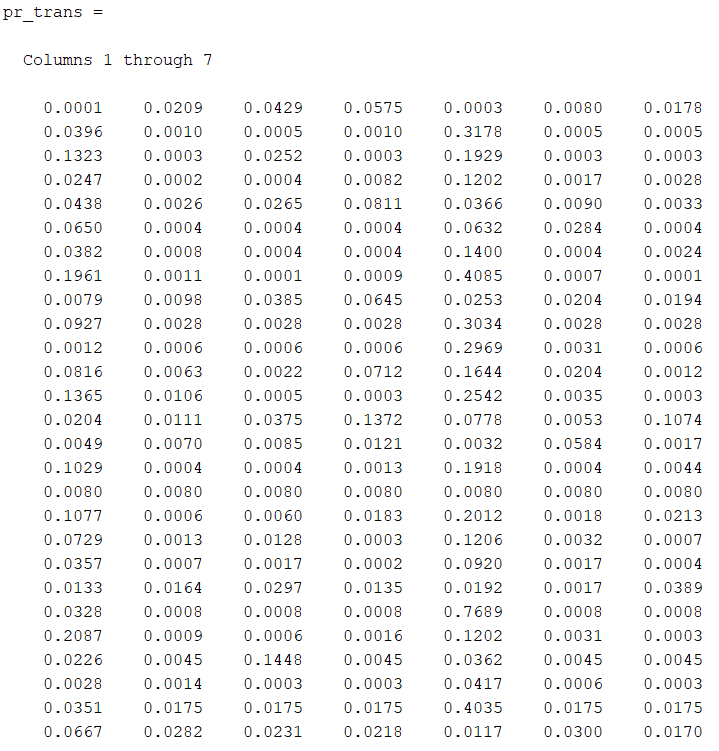 pr_trans =
Columns 1 through 7
0.0001 0.0209 0.0429 0.0575 0.0003 0.0080 0.0178
0.0396 0.0010 0.0005 0.0010 0.3178 0.0005 0.0005
0.1323 0.0003 0.0252 0.0003 0.1929 0.0003 0.0003
0.0247 0.0002 0.0004 0.0082 0.1202 0.0017 0.0028
0.0438 0.0026 0.0265 0.0811 0.0366 0.0090 0.0033
0.0650 0.0004 0.0004 0.0004 0.0632 0.0284 0.0004
0.0382 0.0008 0.0004 0.0004 0.1400 0.0004 0.0024
0.1961 0.0011 0.0001 0.0009 0.4085 0.0007 0.0001
0.0079 0.0098 0.0385 0.0645 0.0253 0.0204 0.0194
0.0927 0.0028 0.0028 0.0028 0.3034 0.0028 0.0028
0.0012 0.0006 0.0006 0.0006 0.2969 0.0031 0.0006
0.0816 0.0063 0.0022 0.0712 0.1644 0.0204 0.0012
0.1365 0.0106 0.0005 0.0003 0.2542 0.0035 0.0003
0.0204 0.0111 0.0375 0.1372 0.0778 0.0053 0.1074
0.0049 0.0070 0.0085 0.0121 0.0032 0.0584 0.0017
0.1029 0.0004 0.0004 0.0013 0.1918 0.0004 0.0044
0.0080 0.0080 0.0080 0.0080 0.0080 0.0080 0.0080
0.1077 0.0006 0.0060 0.0183 0.2012 0.0018 0.0213
0.0729 0.0013 0.0128 0.0003 0.1206 0.0032 0.0007
0.0357 0.0007 0.0017 0.0002 0.0920 0.0017 0.0004
0.0133 0.0164 0.0297 0.0135 0.0192 0.0017 0.0389
0.0328 0.0008 0.0008 0.0008 0.7689 0.0008 0.0008
0.2087 0.0009 0.0006 0.0016 0.1202 0.0031 0.0003
0.0226 0.0045 0.1448 0.0045 0.0362 0.0045 0.0045
0.0028 0.0014 0.0003 0.0003 0.0417 0.0006 0.0003
0.0351 0.0175 0.0175 0.0175 0.4035 0.0175 0.0175
0.0667 0.0282 0.0231 0.0218 0.0117 0.0300 0.0170